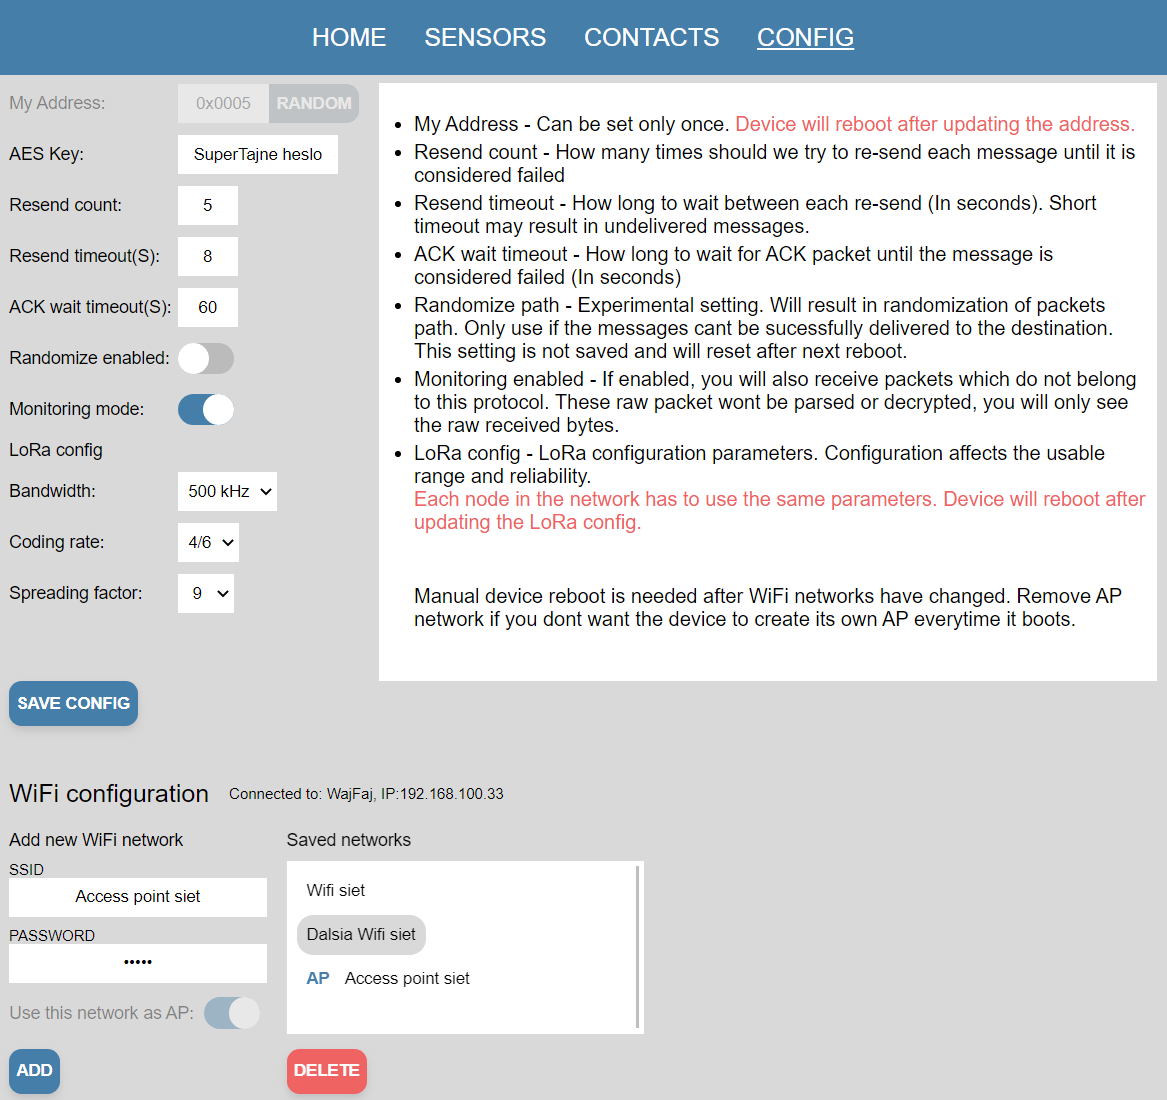 HOME SENSORS CONTACTS CONFIG
My Address: 0x0005 RANDOM
AES Key: SuperTajne heslo
Resend count: 5
Resend timeout(S): 8
ACK wait timeout(S): 60
Randomize enabled:
Monitoring mode:
LoRa config
Bandwidth: 500 kHz
Coding rate: 4/6
Spreading factor: 9
SAVE CONFIG
• My Address - Can be set only once. Device will reboot after updating the address.
• Resend count - How many times should we try to re-send each message until it is
considered failed
• Resend timeout - How long to wait between each re-send (In seconds). Short
timeout may result in undelivered messages.
• ACK wait timeout - How long to wait for ACK packet until the message is
considered failed (In seconds)
• Randomize path - Experimental setting. Will result in randomization of packets
path. Only use if the messages cant be sucessfully delivered to the destination.
This setting is not saved and will reset after next reboot.
• Monitoring enabled - If enabled, you will also receive packets which do not belong
to this protocol. These raw packet wont be parsed or decrypted, you will only see
the raw received bytes.
• LoRa config - LoRa configuration parameters. Configuration affects the usable
range and reliability.
Each node in the network has to use the same parameters. Device will reboot after
updating the LoRa config.
Manual device reboot is needed after WiFi networks have changed. Remove AP
network if you dont want the device to create its own AP everytime it boots.
WiFi configuration Connected to: WajFaj, IP:192.168.100.33
Add new WiFi network
SSID
Access point siet
PASSWORD
•••••
Use this network as AP:
ADD
Saved networks
Wifi siet
Dalsia Wifi siet
AP Access point siet
DELETE